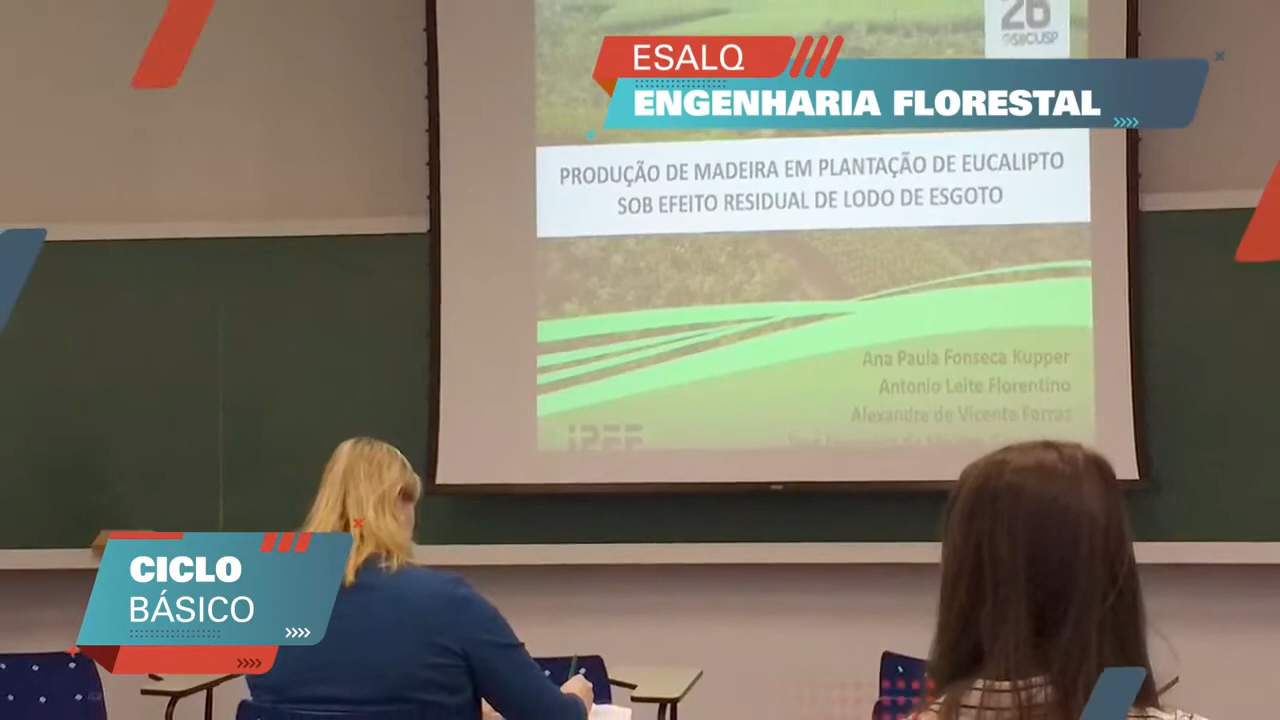 26
SIICUSP
ESALQ
ENGENHARIA FLORESTAL
PRODUÇÃO DE MADEIRA EM PLANTAÇÃO DE EUCALIPTO
SOB EFEITO RESIDUAL DE LODO DE ESGOTO
Ana Paula Fonseca Kupper
Antonio Leite Florentino
Alexandre de Vicente Ferraz
CICLO
BÁSICO